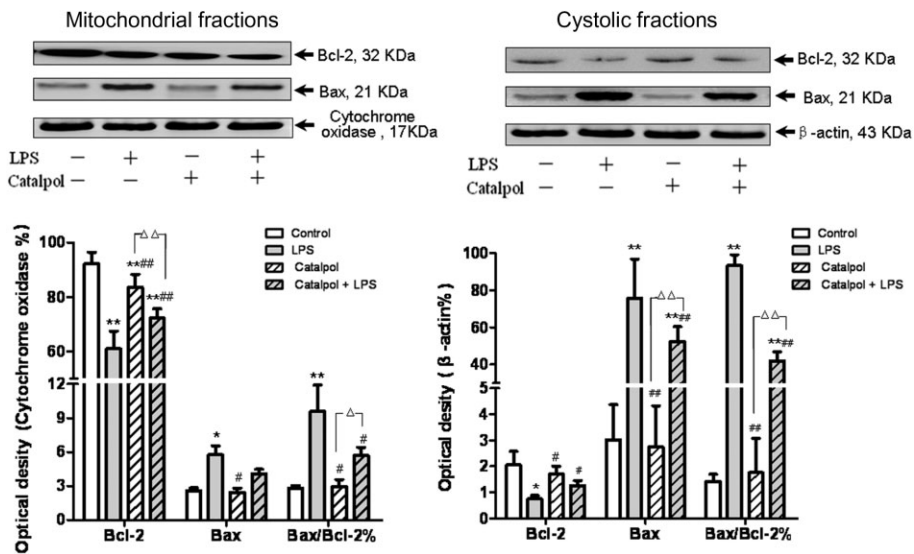 Mitochondrial fractions
Bcl-2, 32 KDa
Bax, 21 KDa
Cytochrome
oxidase , 17KDa
LPS − + − +
Catalpol − − + +
Cystolic fractions
Bcl-2, 32 KDa
Bax, 21 KDa
β-actin, 43 KDa
LPS − + − +
Catalpol − − + +
Optical desity (Cytochrome oxidase %)
100
80
60
12
9
6
3
0
Control
LPS
Catalpol
Catalpol + LPS
**
**##
△△
**##
*
#
**
#
△
#
Bcl-2 Bax Bax/Bcl-2%
Optical desity ( β-actin%)
100
80
60
40
5
4
3
2
1
0
Control
LPS
Catalpol
Catalpol + LPS
*
#
#
**
##
△△
**##
**
##
△△
**##
Bcl-2 Bax Bax/Bcl-2%